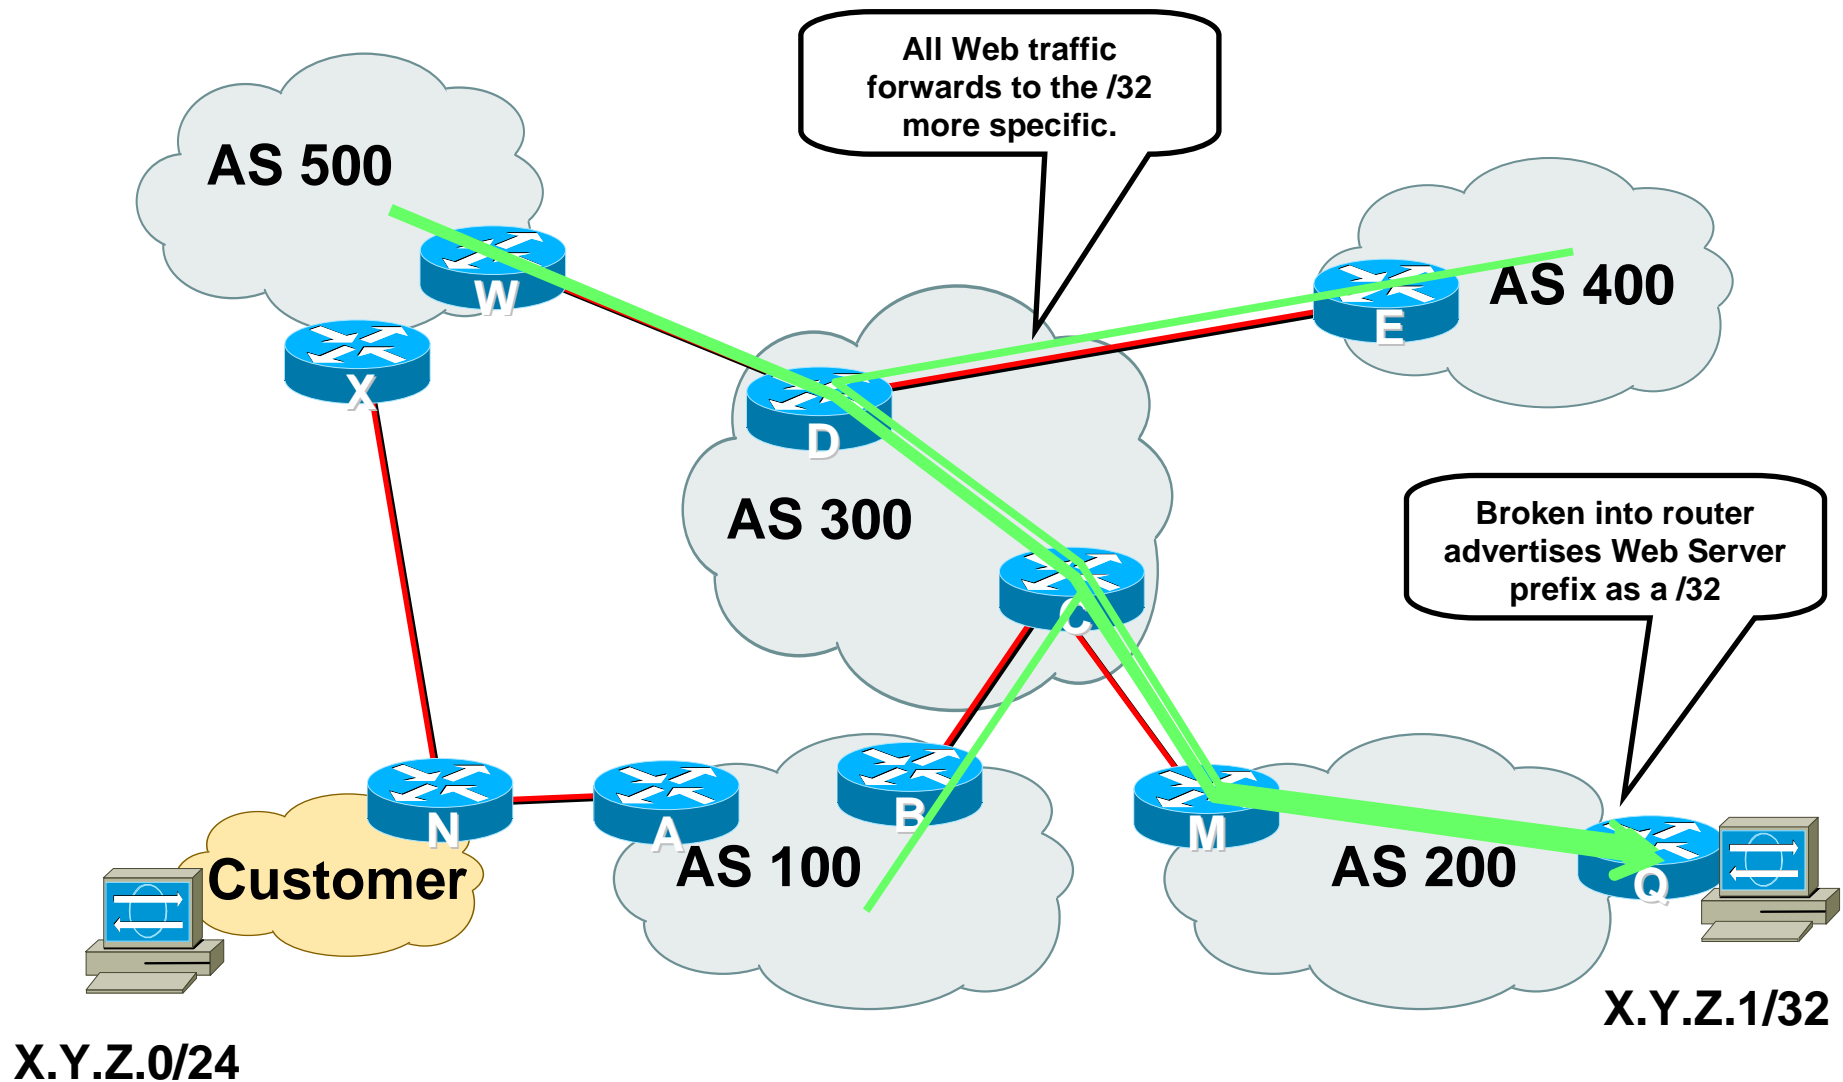 All Web traffic
forwards to the /32
more specific.
AS 500
AS 400
W
E
X
D
AS 300
Broken into router
advertises Web Server
prefix as a /32
C
N
A
B
M
Q
Customer
AS 100
AS 200
X.Y.Z.1/32
X.Y.Z.0/24